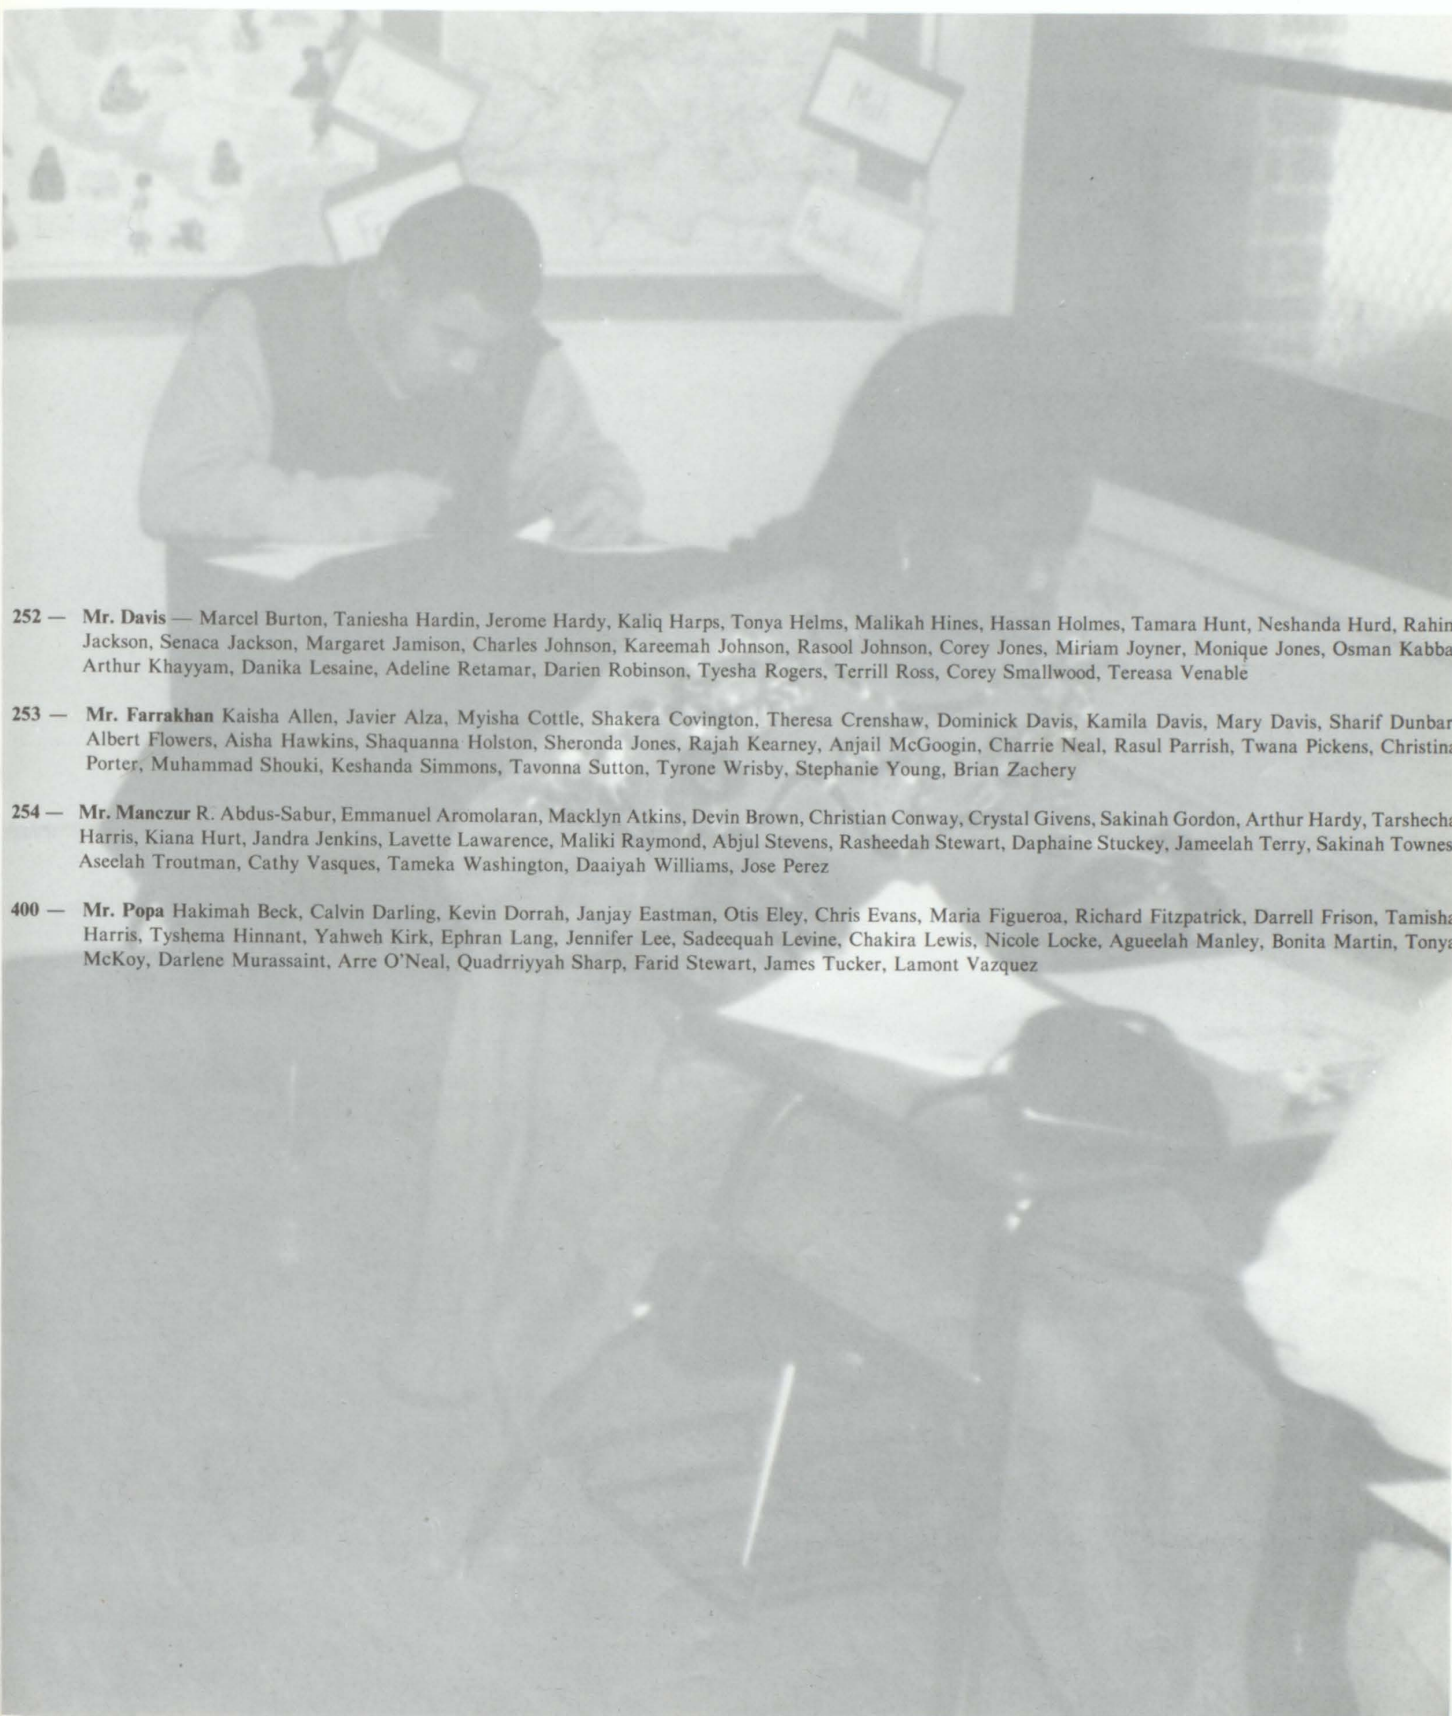 252 — Mr. Davis — Marcel Burton, Taniesha Hardin, Jerome Hardy, Kaliq Harps, Tonya Helms, Malikah Hines, Hassan Holmes, Tamara Hunt, Neshanda Hurd, Rahim
Jackson, Senaca Jackson, Margaret Jamison, Charles Johnson, Kareemah Johnson, Rasool Johnson, Corey Jones, Miriam Joyner, Monique Jones, Osman Kabba
Arthur Khayyam, Danika Lesaine, Adeline Retamar, Darien Robinson, Tyesha Rogers, Terrill Ross, Corey Smallwood, Tereasa Venable
253 — Mr. Farrakhan Kaisha Allen, Javier Alza, Myisha Cottle, Shakera Covington, Theresa Crenshaw, Dominick Davis, Kamila Davis, Mary Davis, Sharif Dunbar
Albert Flowers, Aisha Hawkins, Shaquanna Holston, Sheronda Jones, Rajah Kearney, Anjail McGoogin, Charrie Neal, Rasul Parrish, Twana Pickens, Christina
Porter, Muhammad Shouki, Keshanda Simmons, Tavonna Sutton, Tyrone Wrisby, Stephanie Young, Brian Zachery
254 — Mr. Manczur R. Abdus-Sabur, Emmanuel Aromolaran, Macklyn Atkins, Devin Brown, Christian Conway, Crystal Givens, Sakinah Gordon, Arthur Hardy, Tarshecha
Harris, Kiana Hurt, Jandra Jenkins, Lavette Lawarence, Maliki Raymond, Abjul Stevens, Rasheedah Stewart, Daphaine Stuckey, Jameelah Terry, Sakinah Townes
Aseelah Troutman, Cathy Vasques, Tameka Washington, Daaiyah Williams, Jose Perez
400 — Mr. Popa Hakimah Beck, Calvin Darling, Kevin Dorrah, Janjay Eastman, Otis Eley, Chris Evans, Maria Figueroa, Richard Fitzpatrick, Darrell Frison, Tamisha
Harris, Tyshema Hinnant, Yahweh Kirk, Ephran Lang, Jennifer Lee, Sadeequah Levine, Chakira Lewis, Nicole Locke, Agueelah Manley, Bonita Martin, Tonya
McKoy, Darlene Murassaint, Arre O'Neal, Quadrriyyah Sharp, Farid Stewart, James Tucker, Lamont Vazquez